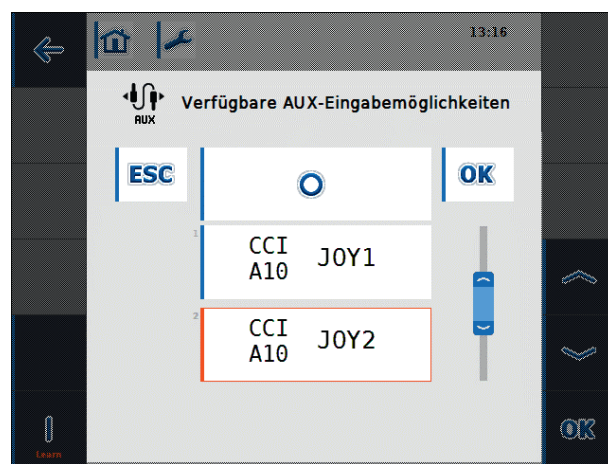 13:16
AUX
Verfügbare AUX-Eingabemöglichkeiten
ESC
OK
1
CCI
A10
JOY1
2
CCI
A10
JOY2
OK
Learn